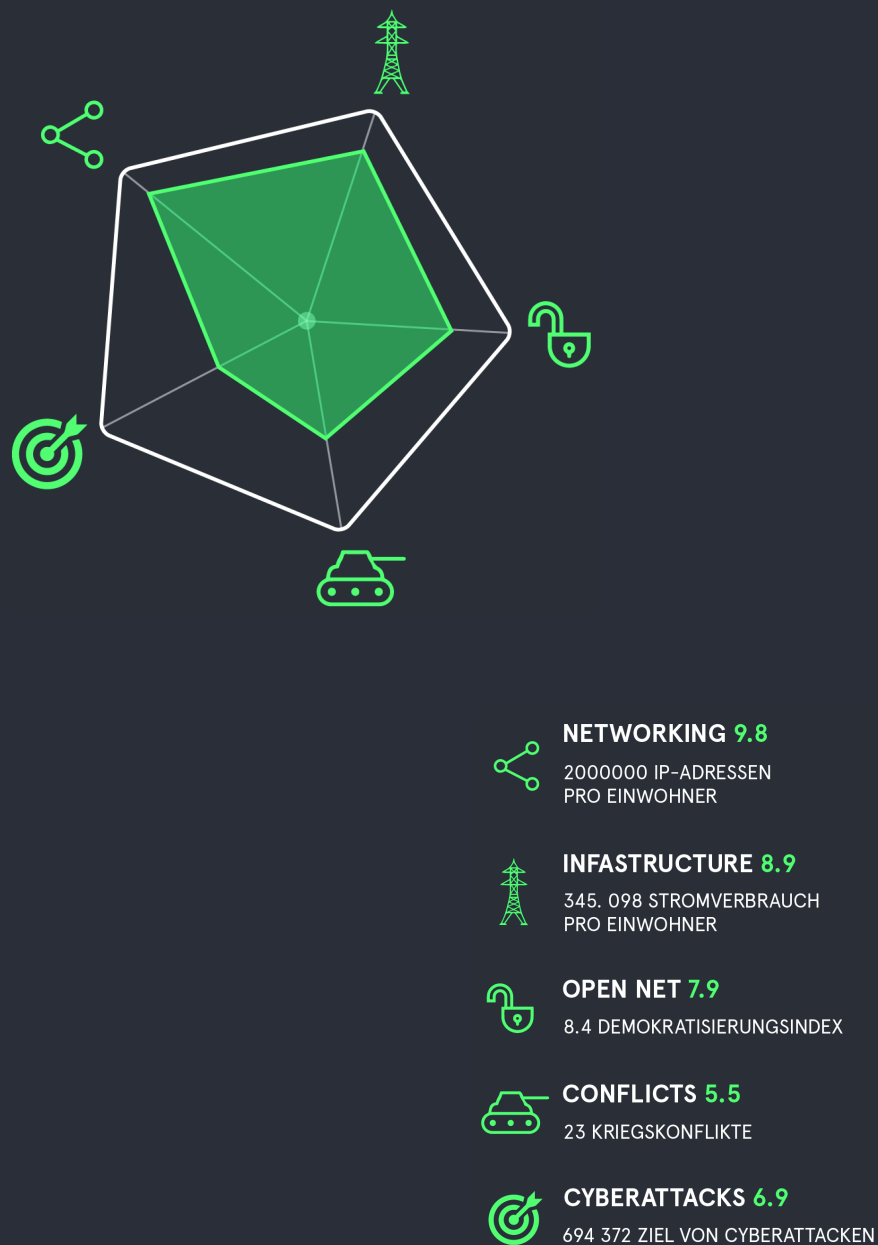 NETWORKING 9.8
2000000 IP-ADRESSEN
PRO EINWOHNER
INFASTRUCTURE 8.9
345. 098 STROMVERBRAUCH
PRO EINWOHNER
OPEN NET 7.9
8.4 DEMOKRATISIERUNGSINDEX
CONFLICTS 5.5
23 KRIEGSKONFLIKTE
CYBERATTACKS 6.9
694 372 ZIEL VON CYBERATTACKEN